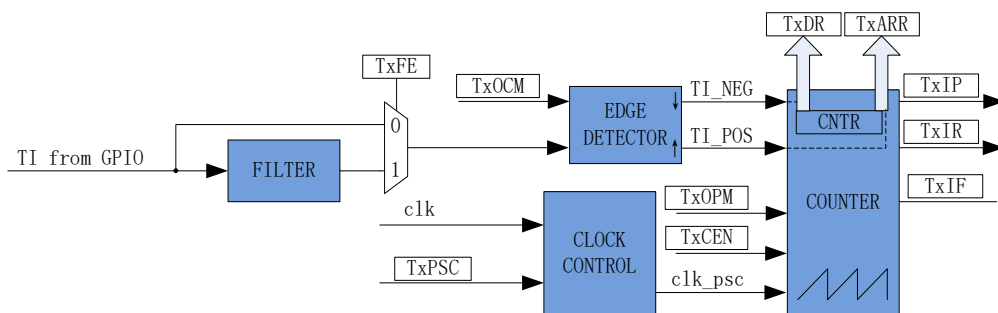 TxDR
TxARR
TxFE
TxOCM
TI_NEG
TxIP
EDGE
DETECTOR
↓
↑
CNTR
0
TxIR
TI from GPIO
FILTER
1
TI_POS
TxIF
clk
TxOPM
COUNTER
CLOCK
CONTROL
TxCEN
TxPSC
clk_psc